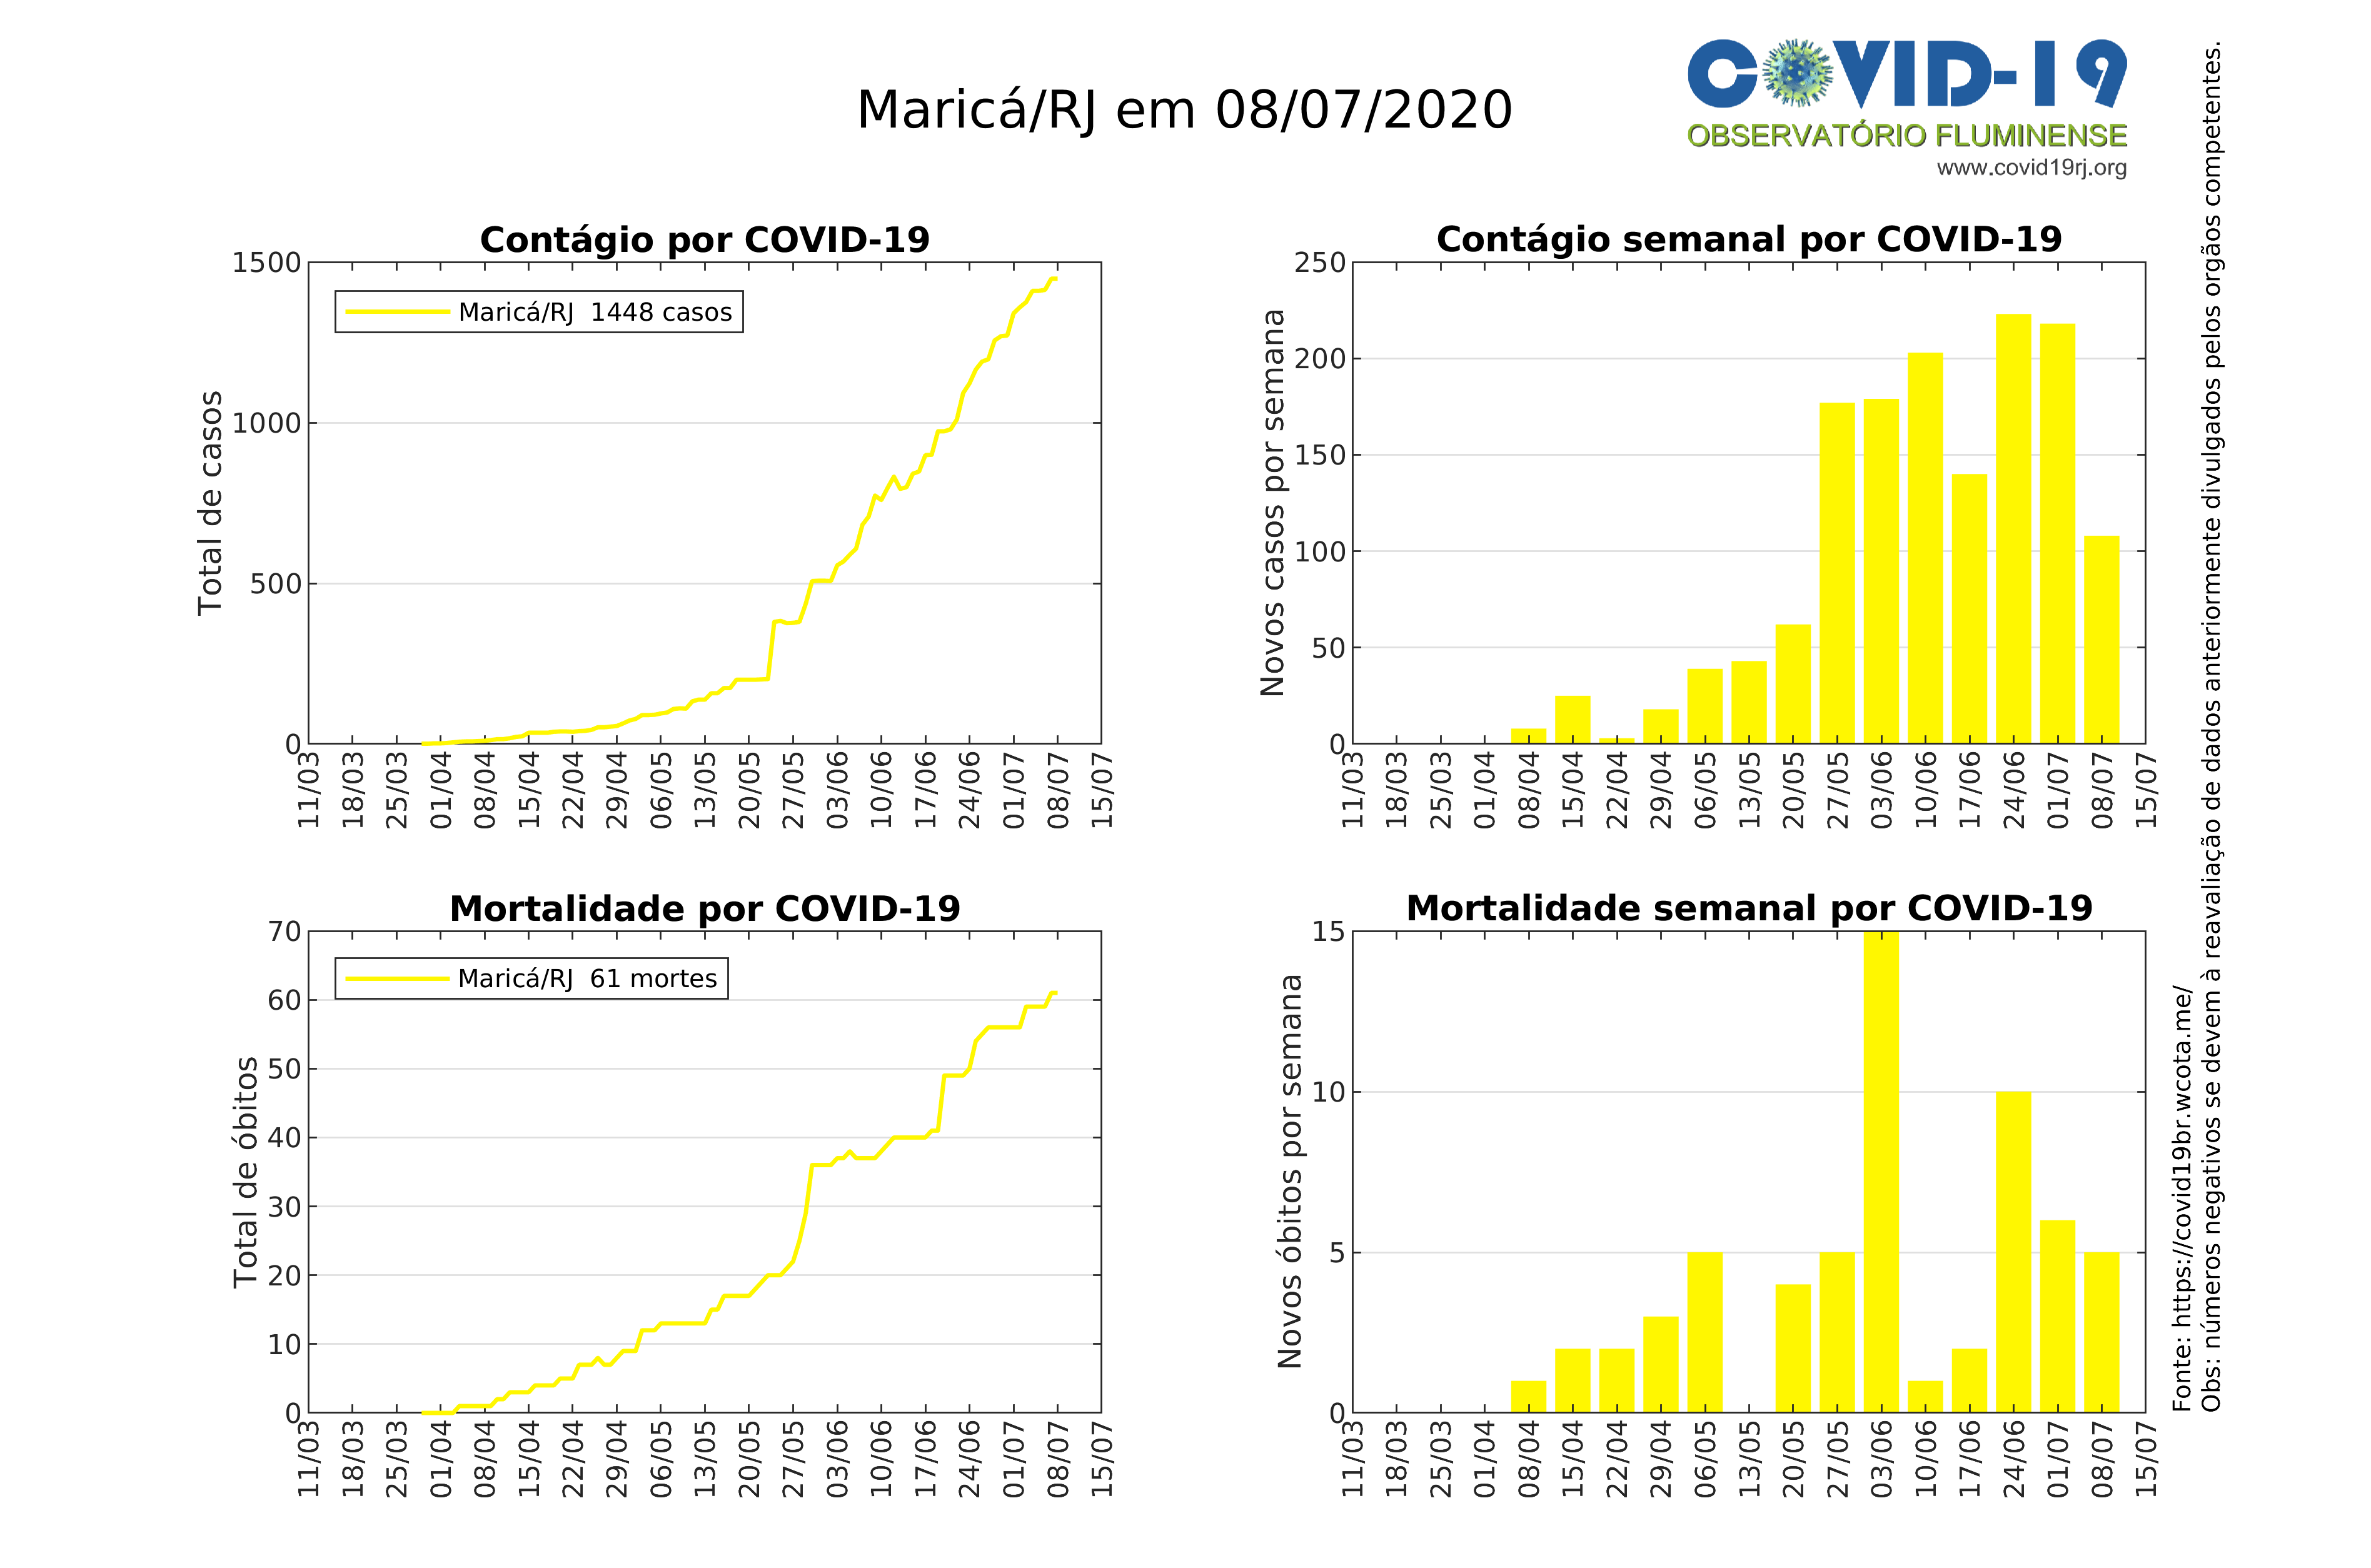 Maricá/RJ em 08/07/2020
COVID-19
OBSERVATÓRIO FLUMINENSE
www.covid19rj.org
Contágio por COVID-19
Total de casos
1500
1000
500
0
Maricá/RJ 1448 casos
11/03 18/03 25/03 01/04 08/04 15/04 22/04 29/04 06/05 13/05 20/05 27/05 03/06 10/06 17/06 24/06 01/07 08/07 15/07
Contágio semanal por COVID-19
Novos casos por semana
250
200
150
100
50
0
11/03 18/03 25/03 01/04 08/04 15/04 22/04 29/04 06/05 13/05 20/05 27/05 03/06 10/06 17/06 24/06 01/07 08/07 15/07
Mortalidade por COVID-19
Total de óbitos
70
60
50
40
30
20
10
0
Maricá/RJ 61 mortes
11/03 18/03 25/03 01/04 08/04 15/04 22/04 29/04 06/05 13/05 20/05 27/05 03/06 10/06 17/06 24/06 01/07 08/07 15/07
Mortalidade semanal por COVID-19
Novos óbitos por semana
15
10
5
0
11/03 18/03 25/03 01/04 08/04 15/04 22/04 29/04 06/05 13/05 20/05 27/05 03/06 10/06 17/06 24/06 01/07 08/07 15/07
Fonte: https://covid19br.wcota.me/
Obs: números negativos se devem à reavaliação de dados anteriormente divulgados pelos orgãos competentes.